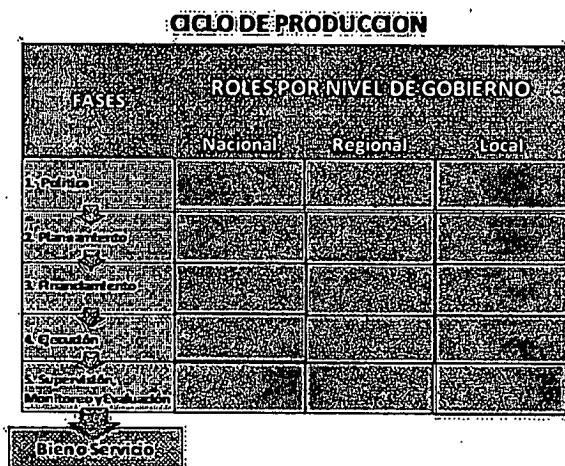 CICLO DE PRODUCCION
FASES
ROLES POR NIVEL DE GOBIERNO
Nacional Regional Local
1. Política
2. Planeamiento
3. Financiamiento
4. Ejecución
5. Supervisión,
Monitoreo y Evaluación
Bien o Servicio